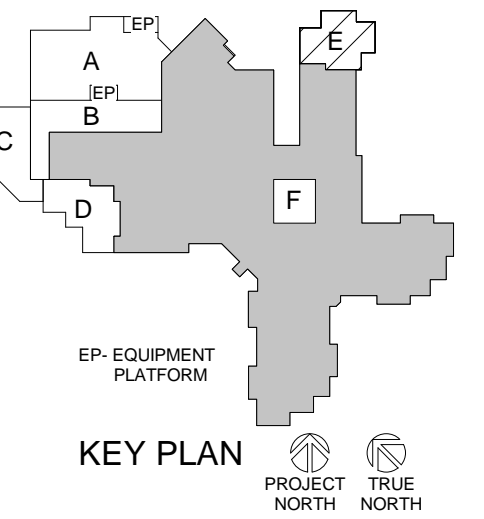 EP
E
A
EP
B
C
D
F
EP- EQUIPMENT
PLATFORM
KEY PLAN
PROJECT
NORTH
TRUE
NORTH